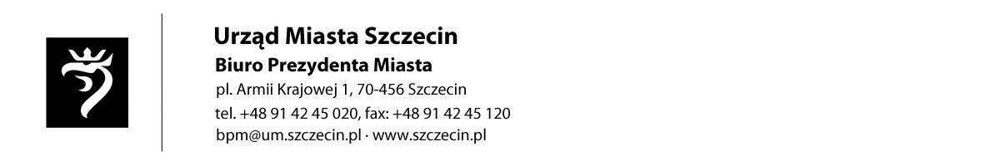 Urząd Miasta Szczecin
Biuro Prezydenta Miasta
pl. Armii Krajowej 1, 70-456 Szczecin
tel. +48 91 42 45 020, fax: +48 91 42 45 120
bpm@um.szczecin.pl · www.szczecin.pl